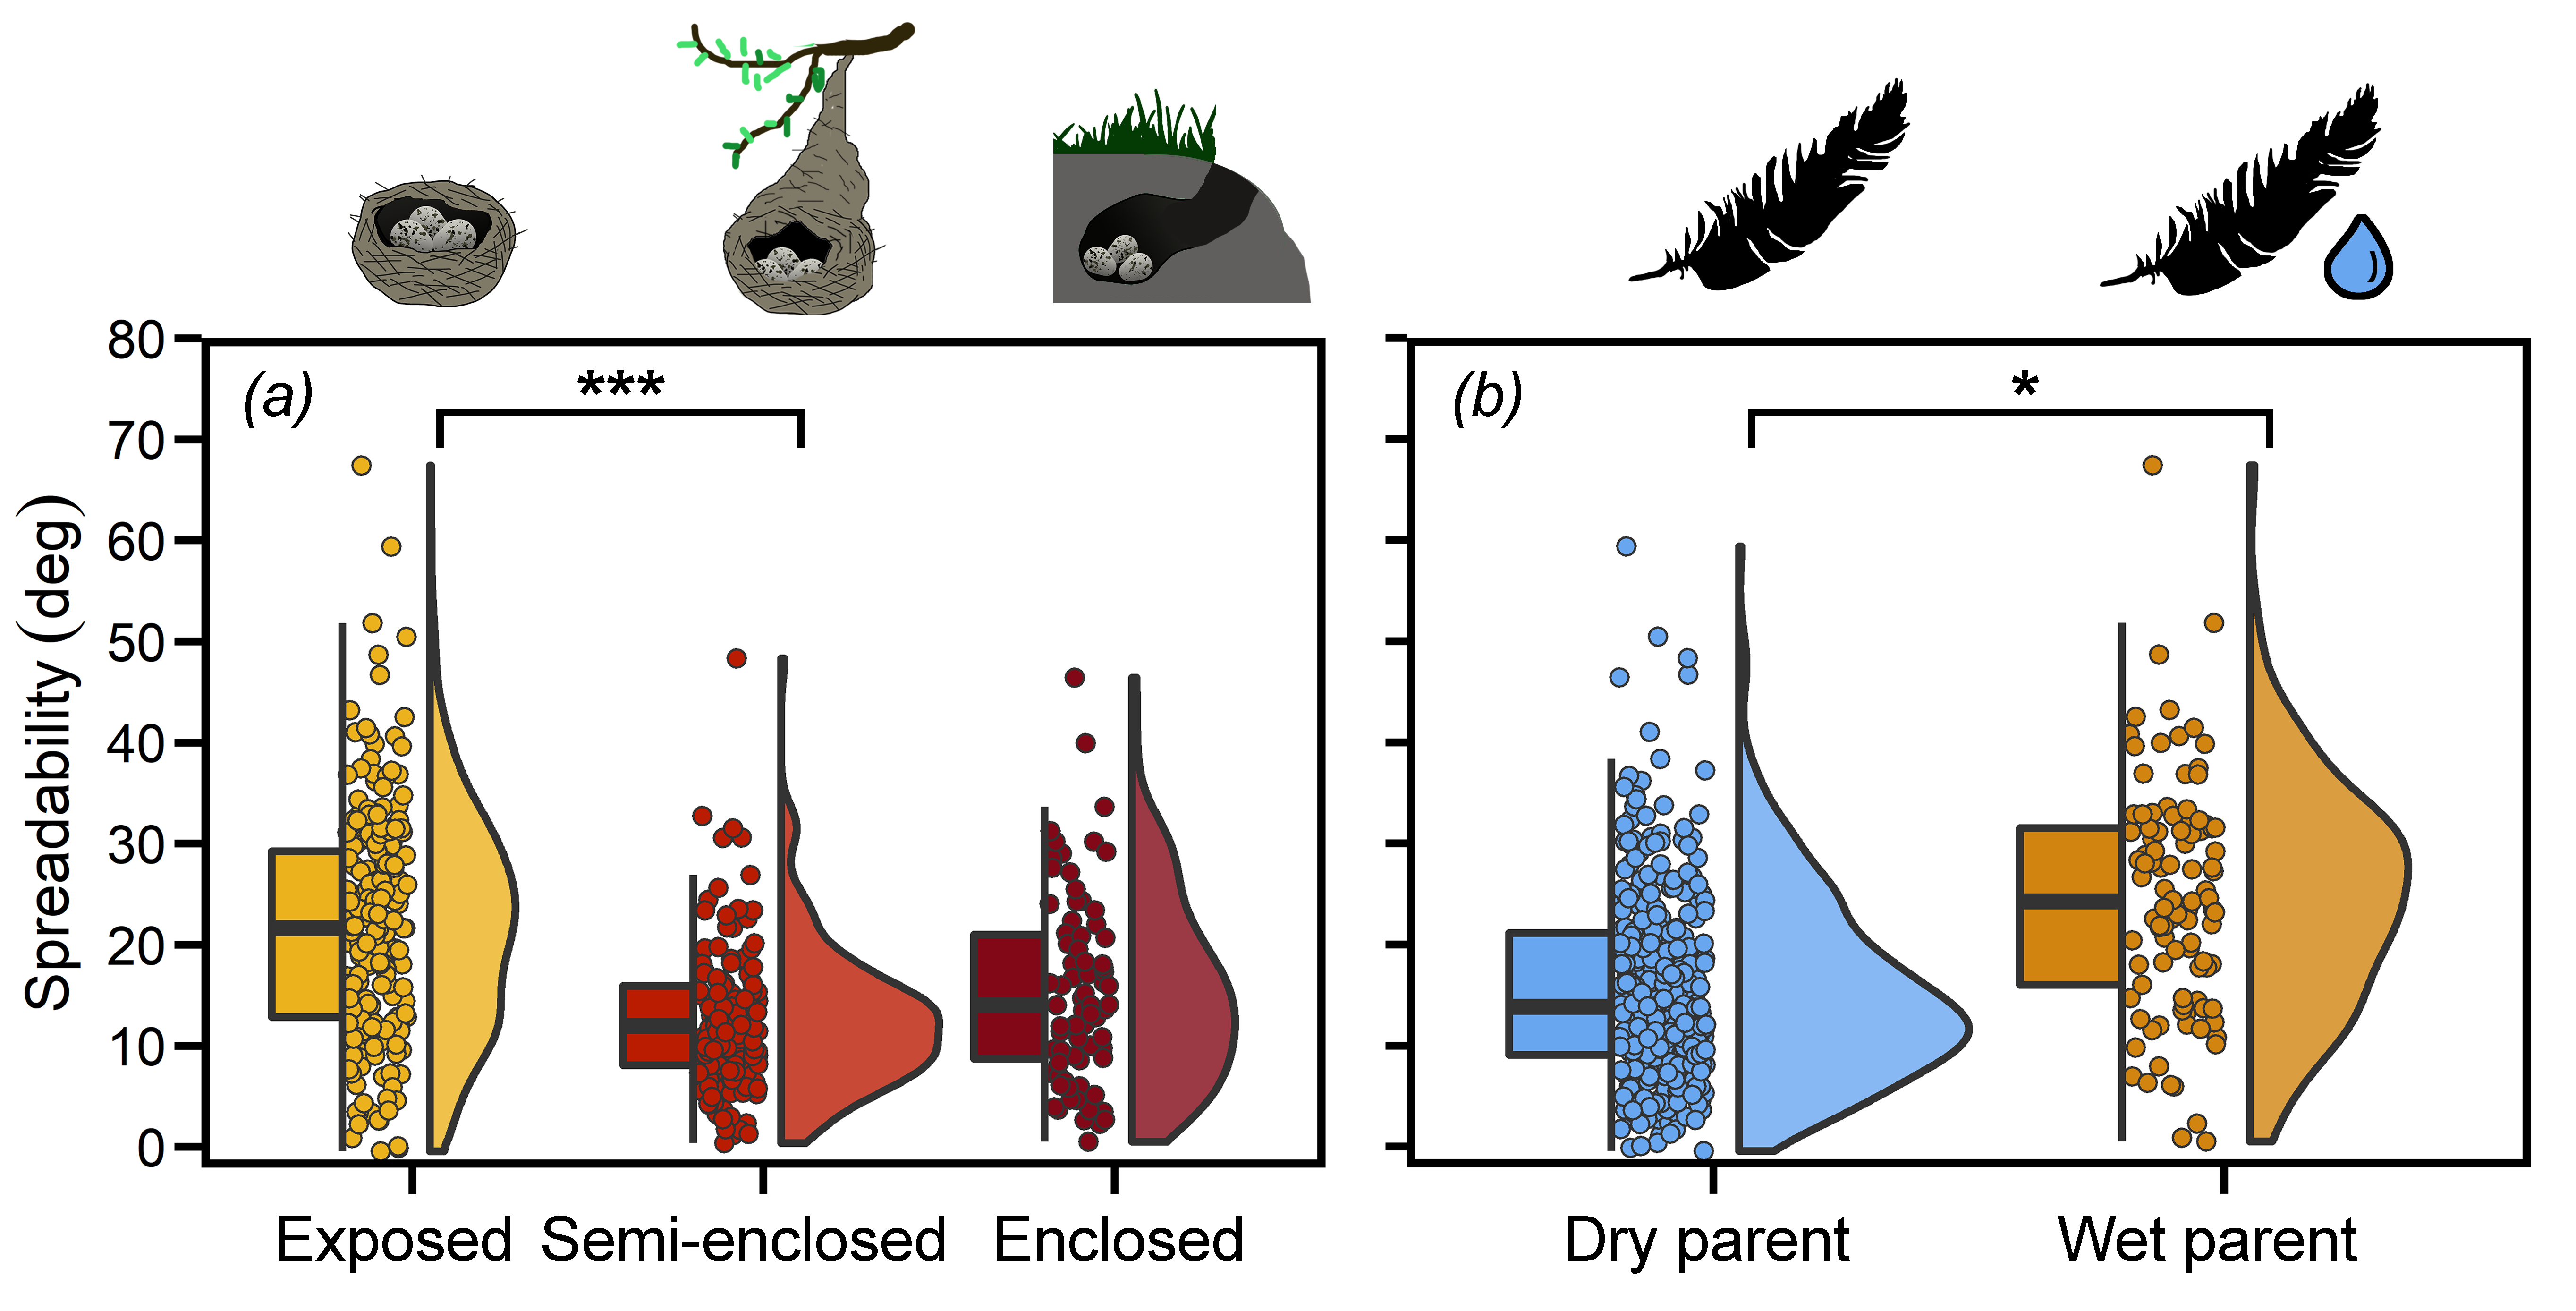 80
70
60
50
40
30
20
10
0
Spreadability (deg)
(a)
***
(b)
*
Exposed
Semi-enclosed
Enclosed
Dry parent
Wet parent